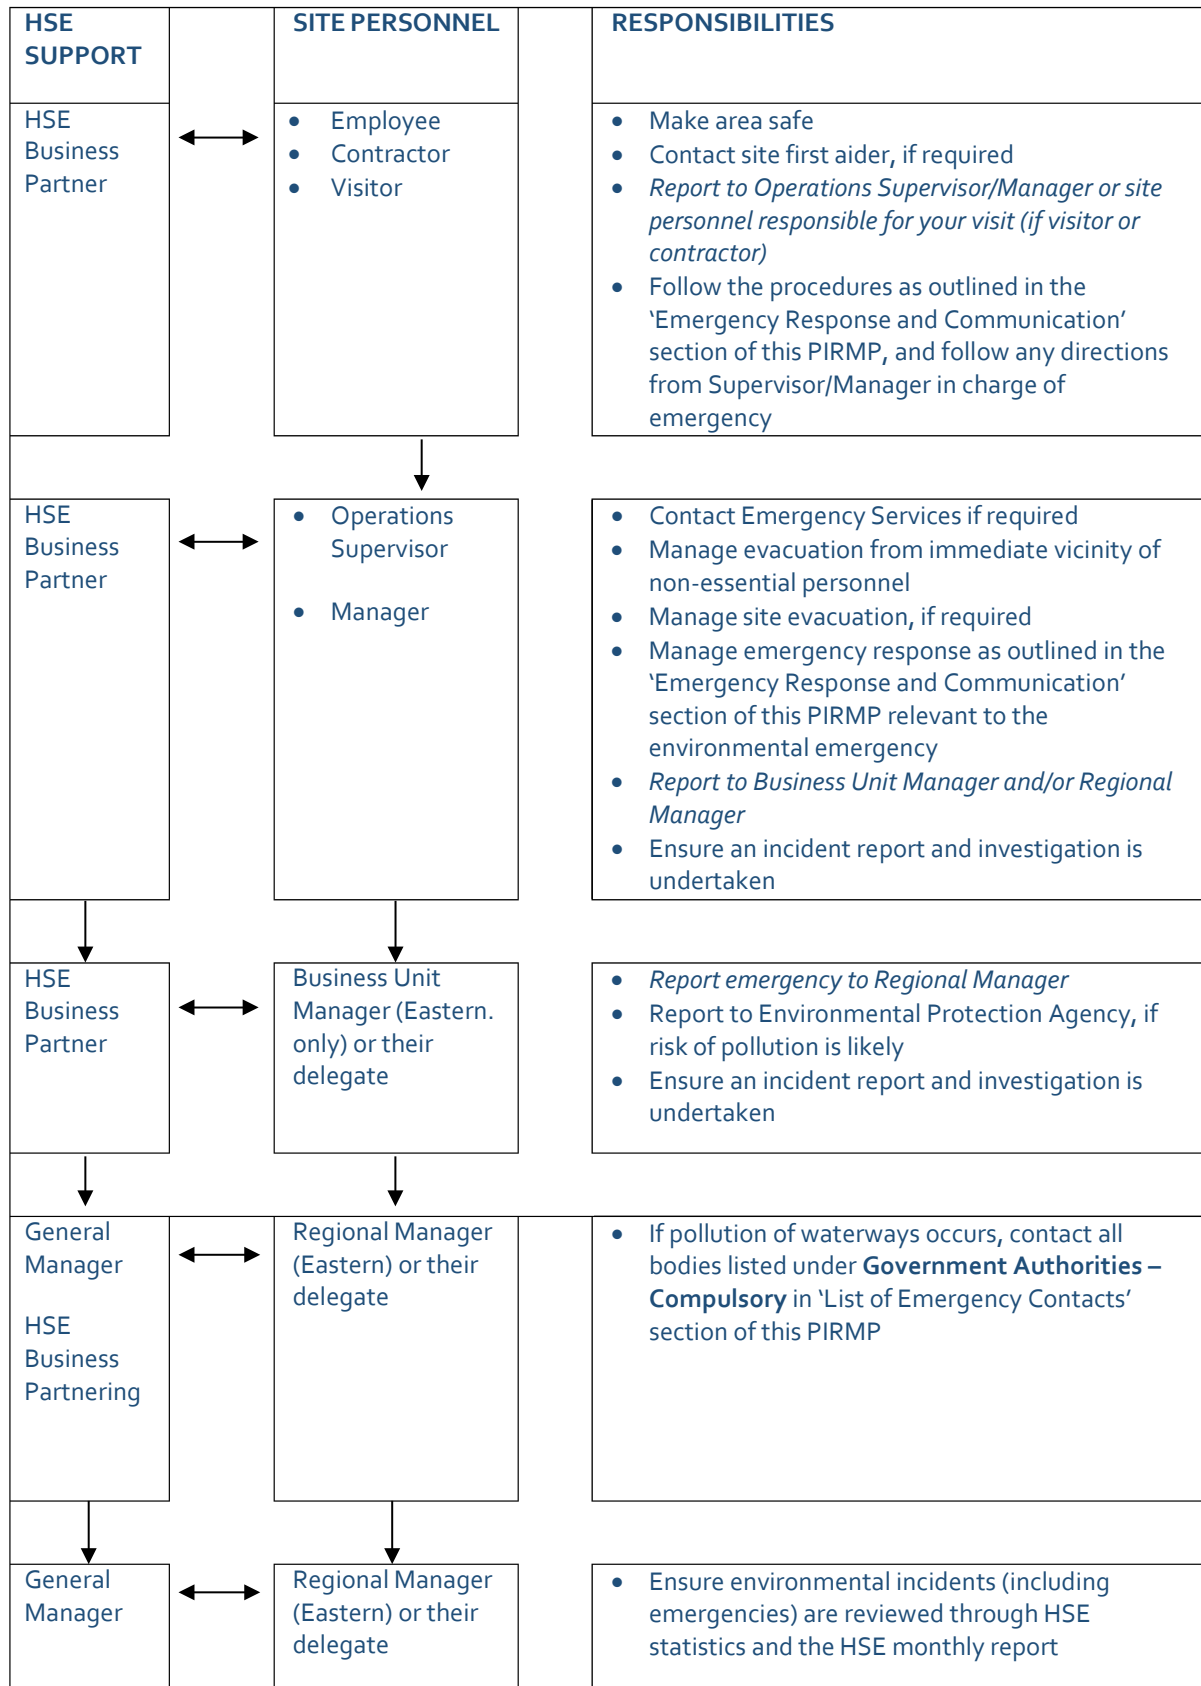 HSE
SUPPORT
SITE PERSONNEL
RESPONSIBILITIES
HSE
Business
Partner
• Employee
• Contractor
• Visitor
• Make area safe
• Contact site first aider, if required
• Report to Operations Supervisor/Manager or site
personnel responsible for your visit (if visitor or
contractor)
• Follow the procedures as outlined in the
‘Emergency Response and Communication’
section of this PIRMP, and follow any directions
from Supervisor/Manager in charge of
emergency
HSE
Business
Partner
• Operations
Supervisor
• Manager
• Contact Emergency Services if required
• Manage evacuation from immediate vicinity of
non-essential personnel
• Manage site evacuation, if required
• Manage emergency response as outlined in the
‘Emergency Response and Communication’
section of this PIRMP relevant to the
environmental emergency
• Report to Business Unit Manager and/or Regional
Manager
• Ensure an incident report and investigation is
undertaken
HSE
Business
Partner
Business Unit
Manager (Eastern.
only) or their
delegate
• Report emergency to Regional Manager
• Report to Environmental Protection Agency, if
risk of pollution is likely
• Ensure an incident report and investigation is
undertaken
General
Manager
HSE
Business
Partnering
Regional Manager
(Eastern) or their
delegate
• If pollution of waterways occurs, contact all
bodies listed under Government Authorities –
Compulsory in ‘List of Emergency Contacts’
section of this PIRMP
General
Manager
Regional Manager
(Eastern) or their
delegate
• Ensure environmental incidents (including
emergencies) are reviewed through HSE
statistics and the HSE monthly report